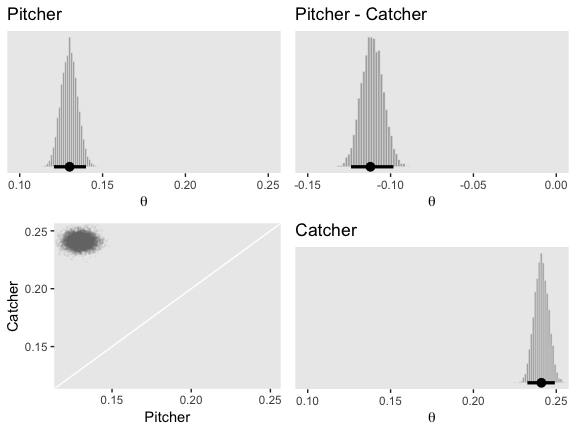 Pitcher
0.10 0.15 0.20 0.25
θ
Pitcher - Catcher
-0.15 -0.10 -0.05 0.00
θ
Catcher
0.25
0.20
0.15
0.15 0.20 0.25
Pitcher
Catcher
0.10 0.15 0.20 0.25
θ